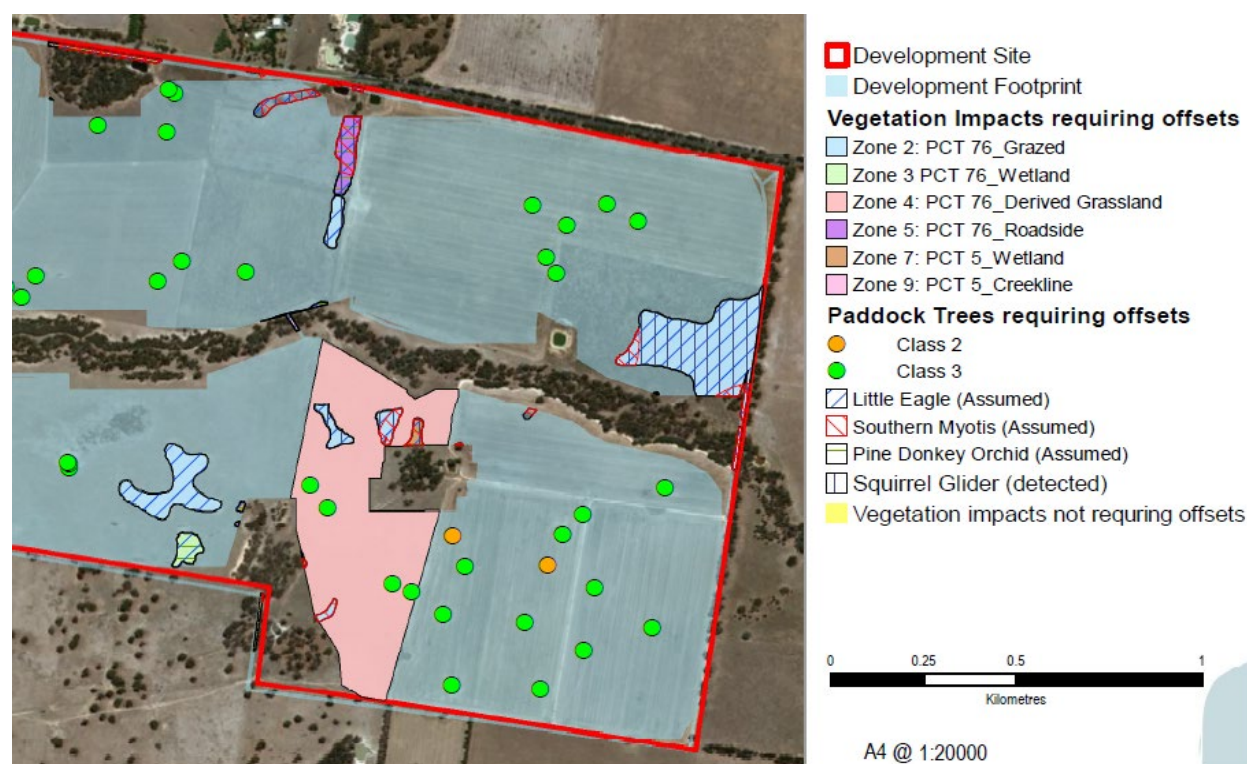 Development Site
Development Footprint
Vegetation Impacts requiring offsets
Zone 2: PCT 76_Grazed
Zone 3 PCT 76_Wetland
Zone 4: PCT 76_Derived Grassland
Zone 5: PCT 76_Roadside
Zone 7: PCT 5_Wetland
Zone 9: PCT 5_Creekline
Paddock Trees requiring offsets
Class 2
Class 3
Little Eagle (Assumed)
Southern Myotis (Assumed)
Pine Donkey Orchid (Assumed)
Squirrel Glider (detected)
Vegetation impacts not requring offsets
0 0.25 0.5 1
Kilometres
A4 @ 1:20000